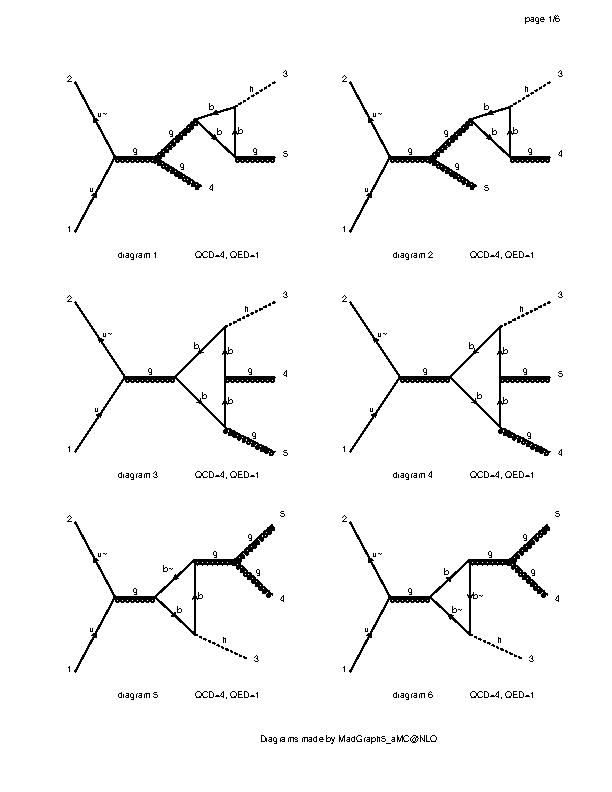 page 1/6
2 h 3 2 h 3
u~ b u~ b
g b b g b b
g g g 5 g g g 4
u 4 u 5
1 1
diagram 1 QCD=4, QED=1 diagram 2 QCD=4, QED=1
2 3 2 3
h h
u~ b b u~ b b
g g 4 g g 5
u b b u b b
g g
1 5 1 4
diagram 3 QCD=4, QED=1 diagram 4 QCD=4, QED=1
2 5 2 5
u~ g g u~ g g
b~ g b g
g b b 4 g b~ b~ 4
u h u h
1 3 1 3
diagram 5 QCD=4, QED=1 diagram 6 QCD=4, QED=1
Diagrams made by MadGraph5_aMC@NLO